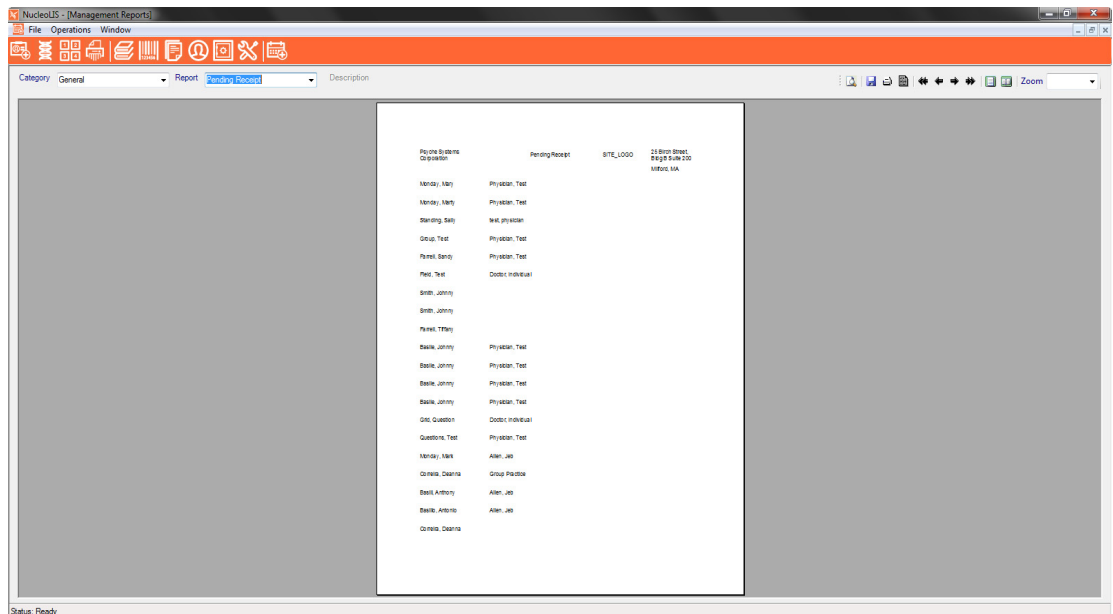 NucleoLIS - [Management Reports]
File Operations Window
Category General Report Pending Receipt Description Zoom
Psyche Systems Corporation
Pending Receipt
SITE_LOGO
25 Birch Street,
Bldg B Suite 200
Milford, MA
Monday, Mary Physician, Test
Monday, Marty Physician, Test
Standing, Sally test, physician
Group, Test Physician, Test
Farrell, Sandy Physician, Test
Field, Test Doctor, Individual
Smith, Johnny
Smith, Johnny
Farrell, Tiffany
Basile, Johnny Physician, Test
Basile, Johnny Physician, Test
Basile, Johnny Physician, Test
Basile, Johnny Physician, Test
Grid, Question Doctor, Individual
Questions, Test Physician, Test
Monday, Mark Allen, Jeb
Correira, Deanna Group Practice
Basili, Anthony Allen, Jeb
Basilio, Antonio Allen, Jeb
Correira, Deanna
Status: Ready